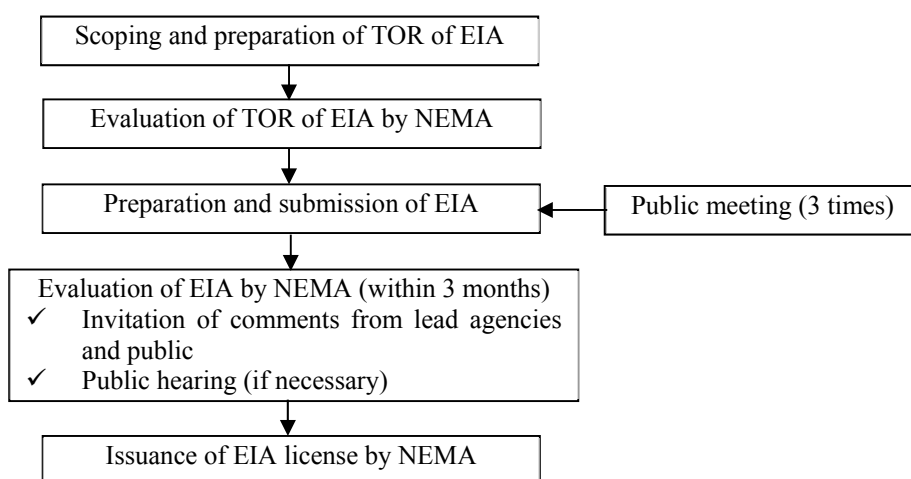 Scoping and preparation of TOR of EIA
Evaluation of TOR of EIA by NEMA
Preparation and submission of EIA
Public meeting (3 times)
Evaluation of EIA by NEMA (within 3 months)
✓ Invitation of comments from lead agencies
and public
✓ Public hearing (if necessary)
Issuance of EIA license by NEMA